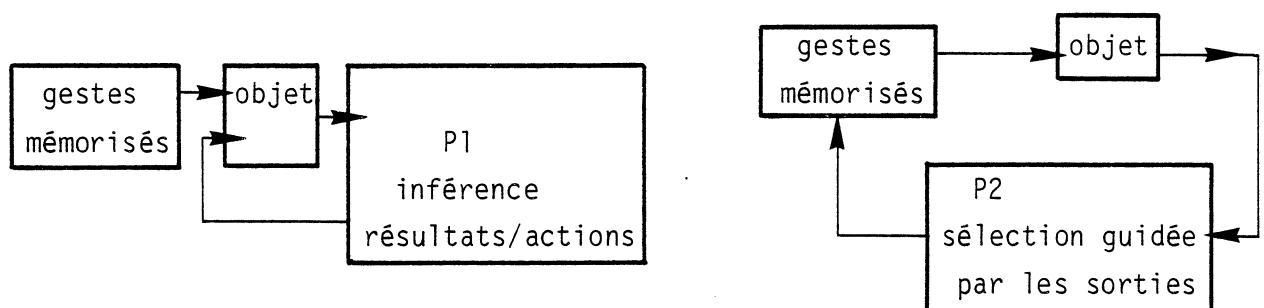 gestes
mémorisés
objet
P1
inférence
résultats/actions
gestes
mémorisés
objet
P2
sélection guidée
par les sorties